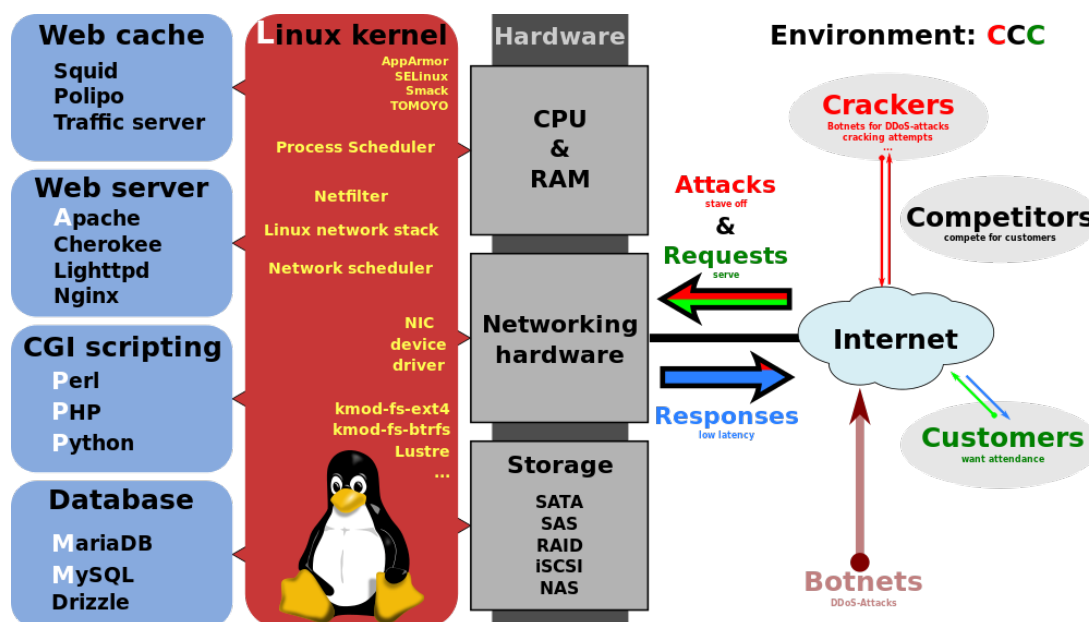 Web cache
Squid
Polipo
Traffic server
Web server
Apache
Cherokee
Lighttpd
Nginx
CGI scripting
Perl
PHP
Python
Database
MariaDB
MySQL
Drizzle
Linux kernel
AppArmor
SELinux
Smack
TOMOYO
Process Scheduler
Netfilter
Linux network stack
Network scheduler
NIC
device
driver
kmod-fs-ext4
kmod-fs-btrfs
Lustre
...
Hardware
CPU
&
RAM
Networking
hardware
Storage
SATA
SAS
RAID
iSCSI
NAS
Environment: CCC
Crackers
Botnets for DDoS-attacks
cracking attempts
...
Attacks
stave off
&
Requests
serve
Competitors
compete for customers
Internet
Responses
low latency
Customers
want attendance
Botnets
DDoS-Attacks